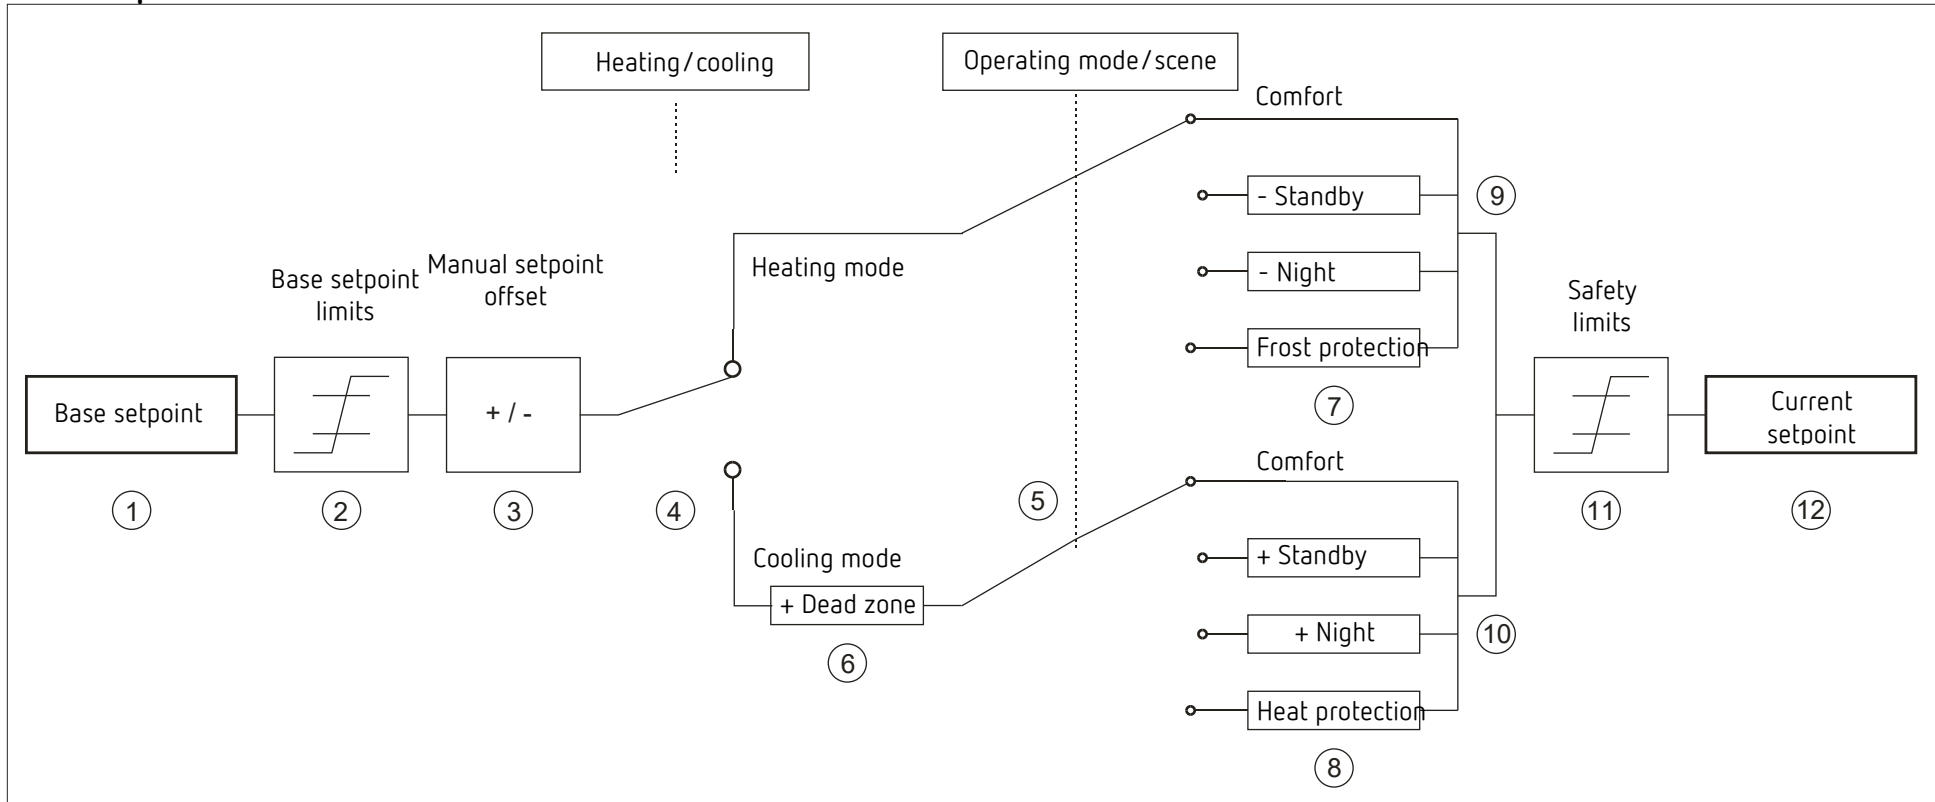 Heating/cooling
Operating mode/scene
Comfort
- Standby
9
- Night
Heating mode
Base setpoint
limits
Manual setpoint
offset
Safety
limits
Frost protection
7
Base setpoint
+ / -
Current
setpoint
Comfort
1
2
3
4
5
11
12
Cooling mode
+ Standby
+ Dead zone
+ Night
10
6
Heat protection
8